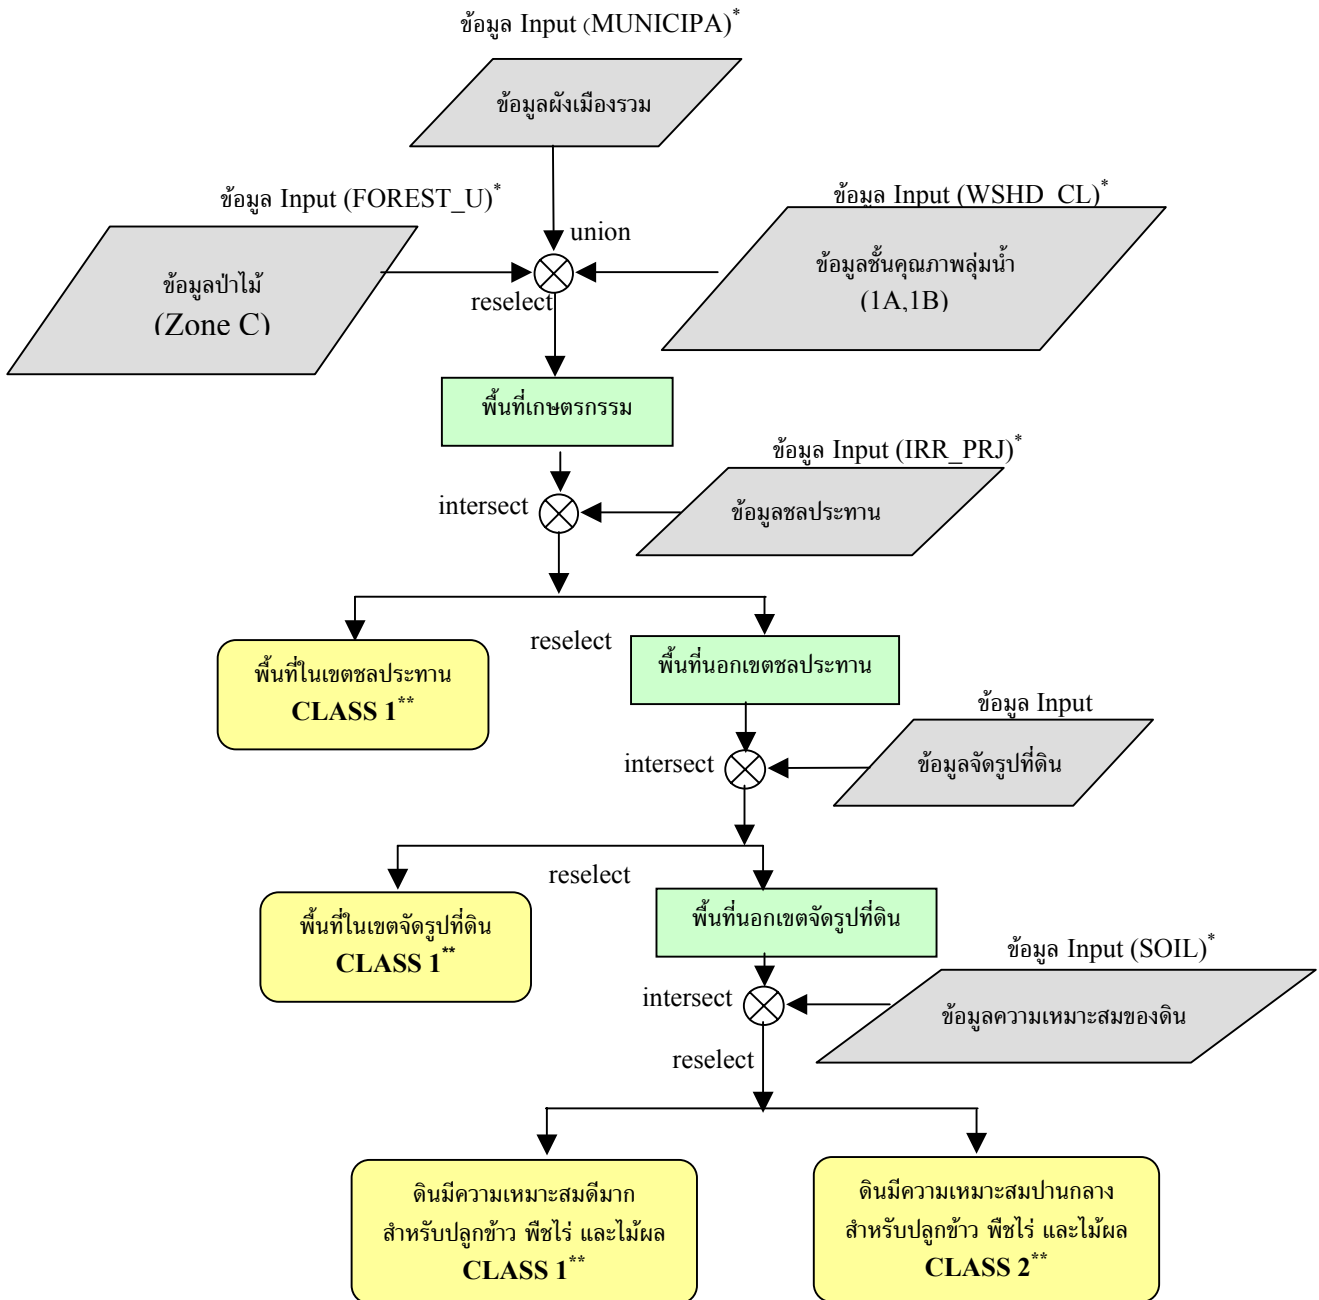 ข้อมูล Input (MUNICIPA)*
ข้อมูลผังเมืองรวม
ข้อมูล Input (FOREST_U)*
ข้อมูล Input (WSHD_CL)*
union
ข้อมูลป่าไม้
(Zone C)
ข้อมูลชั้นคุณภาพลุ่มน้ำ
(1A,1B)
reselect
พื้นที่เกษตรกรรม
ข้อมูล Input (IRR_PRJ)*
intersect
ข้อมูลชลประทาน
reselect
พื้นที่ในเขตชลประทาน
CLASS 1**
พื้นที่นอกเขตชลประทาน
ข้อมูล Input
intersect
ข้อมูลจัดรูปที่ดิน
reselect
พื้นที่ในเขตจัดรูปที่ดิน
CLASS 1**
พื้นที่นอกเขตจัดรูปที่ดิน
ข้อมูล Input (SOIL)*
intersect
ข้อมูลความเหมาะสมของดิน
reselect
ดินมีความเหมาะสมดีมาก
สำหรับปลูกข้าว พืชไร่ และไม้ผล
CLASS 1**
ดินมีความเหมาะสมปานกลาง
สำหรับปลูกข้าว พืชไร่ และไม้ผล
CLASS 2**